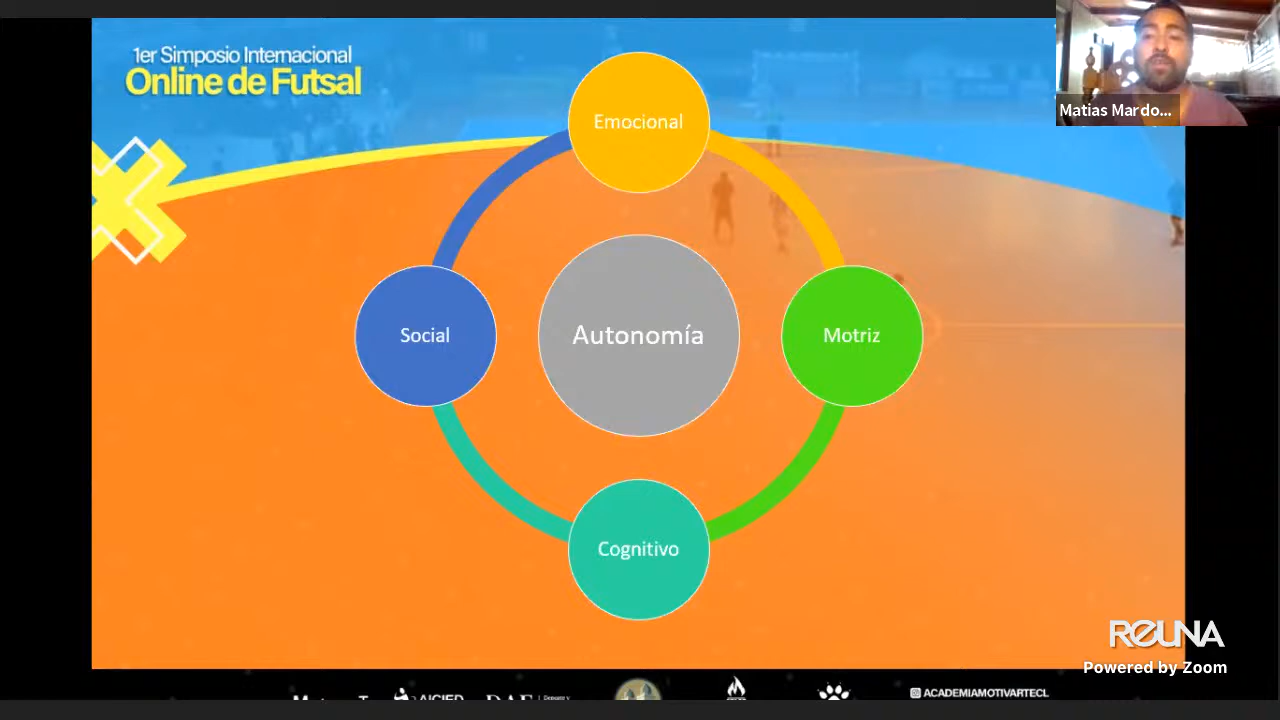 1er Simposio Internacional
Online de Futsal
Matias Mardo...
Emocional
Social
Autonomía
Motriz
Cognitivo
REUNA
Powered by Zoom
ACADEMIAMOTIVARTECL